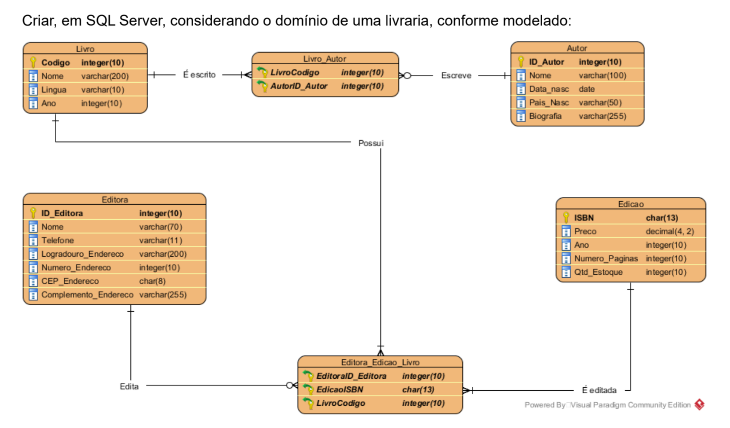 Criar, em SQL Server, considerando o domínio de uma livraria, conforme modelado:
Livro
Codigo integer(10)
Nome varchar(200)
Lingua varchar(10)
Ano integer(10)
É escrito
Livro_Autor
LivroCodigo integer(10)
AutorID_Autor integer(10)
Escreve
Autor
ID_Autor integer(10)
Nome varchar(100)
Data_nasc date
Pais_Nasc varchar(50)
Biografia varchar(255)
Possui
Editora
ID_Editora integer(10)
Nome varchar(70)
Telefone varchar(11)
Logradouro_Endereco varchar(200)
Numero_Endereco integer(10)
CEP_Endereco char(8)
Complemento_Endereco varchar(255)
Edicao
ISBN char(13)
Preco decimal(4, 2)
Ano integer(10)
Numero_Paginas integer(10)
Qtd_Estoque integer(10)
Edita
Editora_Edicao_Livro
EditoraID_Editora integer(10)
EdicaoISBN char(13)
LivroCodigo integer(10)
É editada
Powered By Visual Paradigm Community Edition